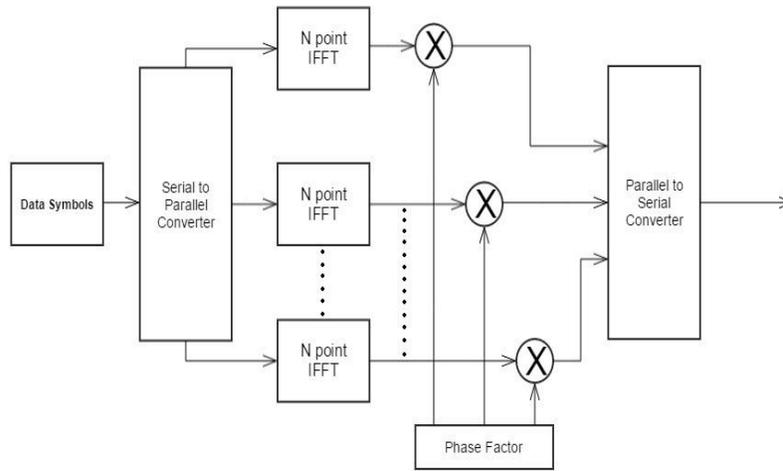 N point
IFFT
X
Data Symbols
Serial to
Parallel
Converter
N point
IFFT
X
Parallel to
Serial
Converter
N point
IFFT
X
Phase Factor